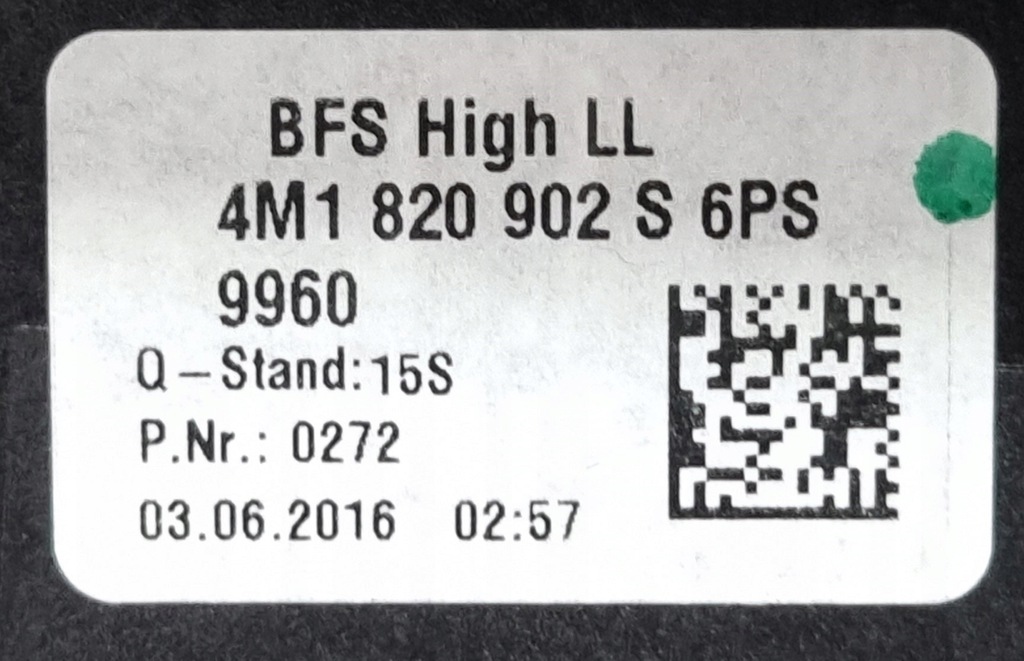 BFS High LL
4M1 820 902 S 6PS
9960
Q – Stand: 15S
P.Nr.: 0272
03.06.2016 02:57